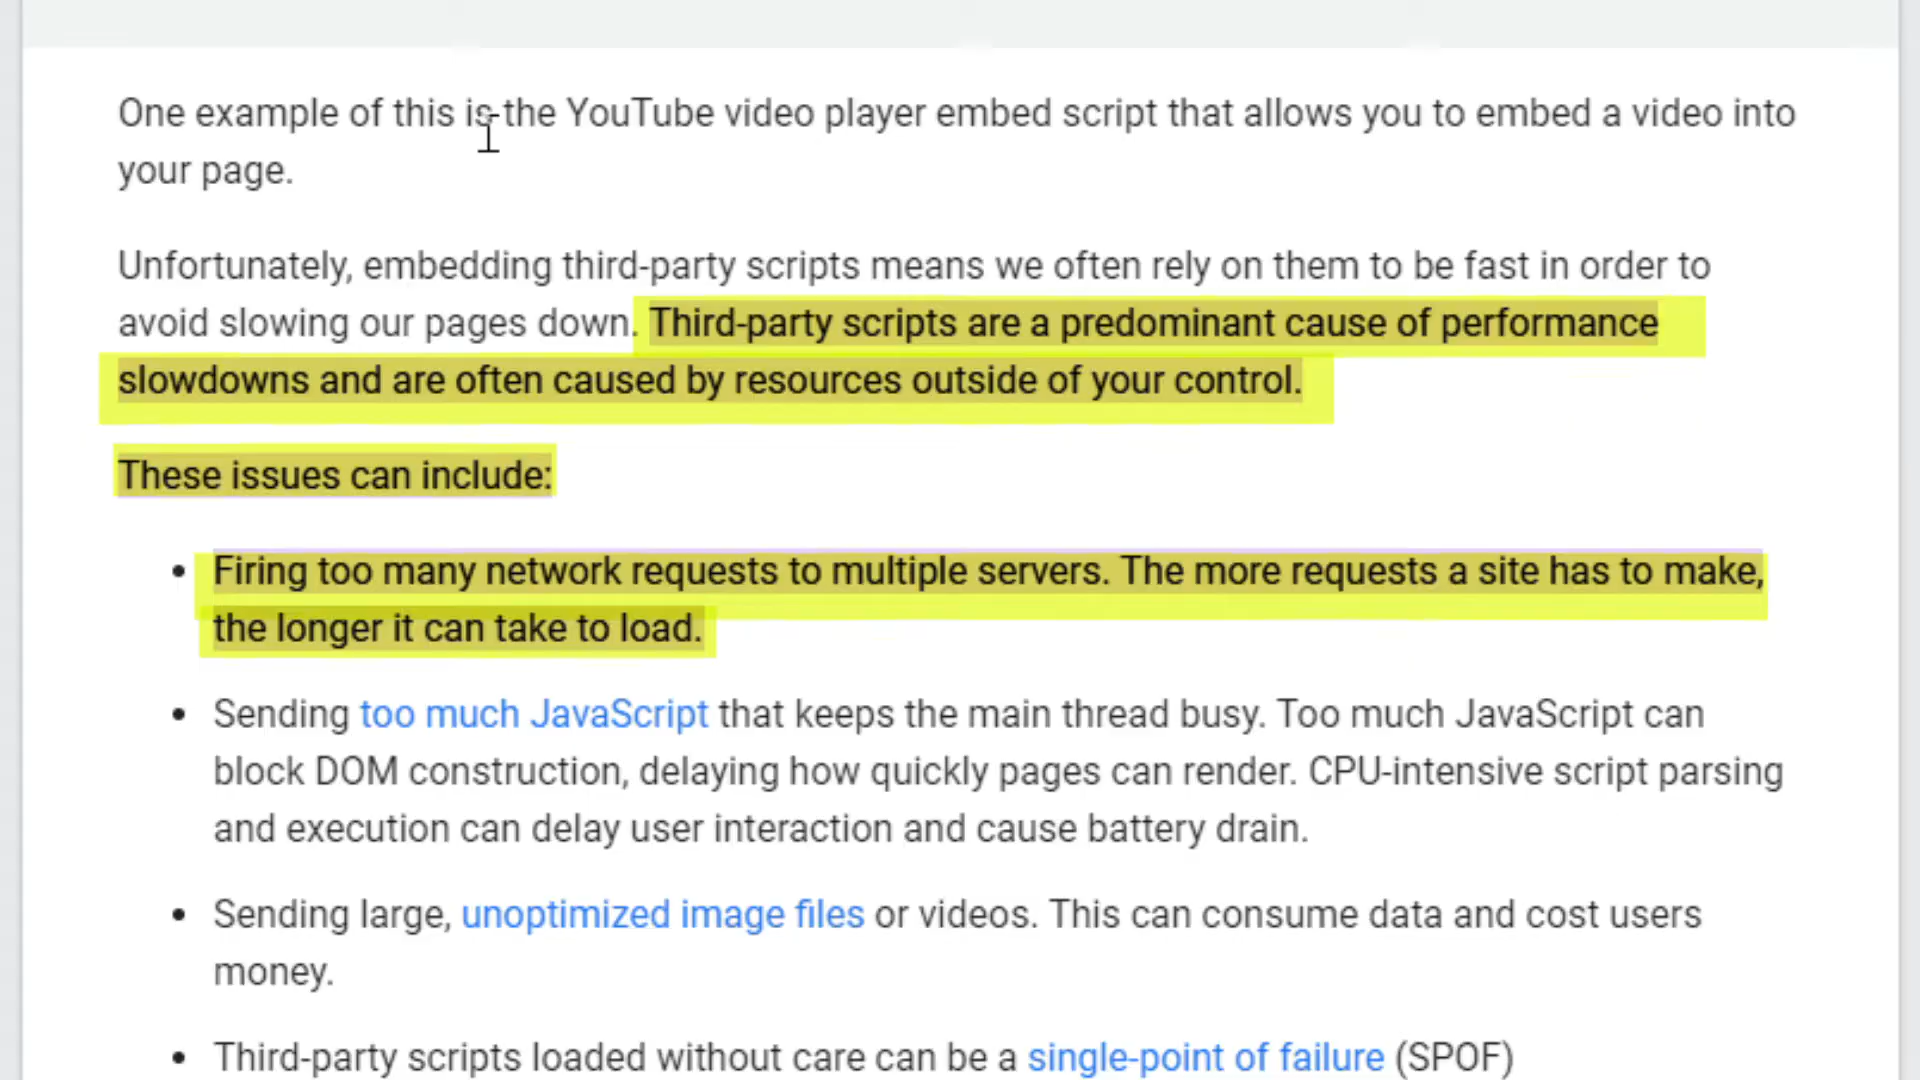 One example of this is the YouTube video player embed script that allows you to embed a video into
your page.
Unfortunately, embedding third-party scripts means we often rely on them to be fast in order to
avoid slowing our pages down. Third-party scripts are a predominant cause of performance
slowdowns and are often caused by resources outside of your control.
These issues can include:
• Firing too many network requests to multiple servers. The more requests a site has to make,
the longer it can take to load.
• Sending too much JavaScript that keeps the main thread busy. Too much JavaScript can
block DOM construction, delaying how quickly pages can render. CPU-intensive script parsing
and execution can delay user interaction and cause battery drain.
• Sending large, unoptimized image files or videos. This can consume data and cost users
money.
• Third-party scripts loaded without care can be a single-point of failure (SPOF)